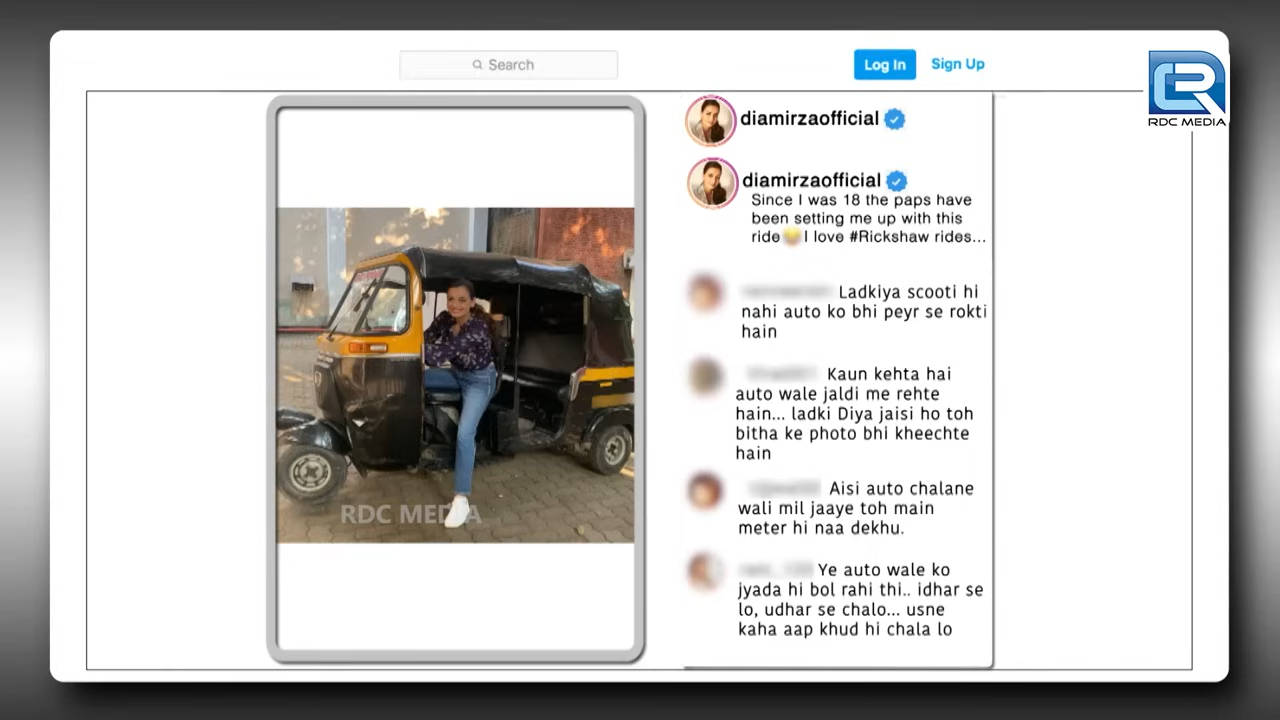 Search
Log In
Sign Up
RDC MEDIA
diamirzaofficial
diamirzaofficial
Since I was 18 the paps have
been setting me up with this
ride😂I love #Rickshaw rides...
Ladkiya scooti hi
nahi auto ko bhi peyr se rokti
hain
Kaun kehta hai
auto wale jaldi me rehte
hain... ladki Diya jaisi ho toh
bitha ke photo bhi kheechte
hain
Aisi auto chalane
wali mil jaaye toh main
meter hi naa dekhu.
Ye auto wale ko
jyada hi bol rahi thi.. idhar se
lo, udhar se chalo... usne
kaha aap khud hi chala lo
RDC MEDIA